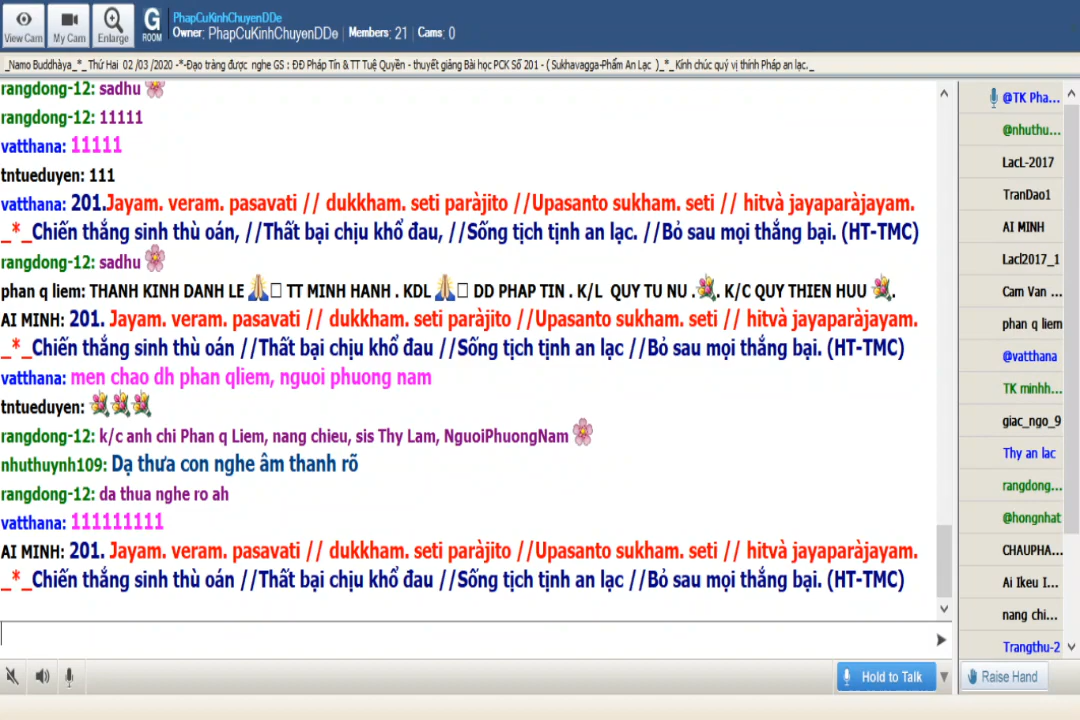 PhapCuKinhChuyenDDe
Owner: PhapCuKinhChuyenDDe | Members: 21 | Cams: 0
View Cam My Cam Enlarge G ROOM
_Namo Buddhàya_*_ Thứ Hai 02 /03 /2020 -*-Đạo tràng được nghe GS : ĐĐ Pháp Tín & TT Tuệ Quyền - thuyết giảng Bài học PCK Số 201 - ( Sukhavagga-Phẩm An Lạc )_*_Kính chúc quý vị thính Pháp an lạc._
rangdong-12: sadhu
rangdong-12: 11111
vatthana: 11111
tntueduyen: 111
vatthana: 201.Jayam. veram. pasavati // dukkham. seti paràjito //Upasanto sukham. seti // hitvà jayaparàjayam.
_*_Chiến thắng sinh thù oán, //Thất bại chịu khổ đau, //Sống tịch tịnh an lạc. //Bỏ sau mọi thắng bại. (HT-TMC)
rangdong-12: sadhu
phan q liem: THANH KINH DANH LE TT MINH HANH . KDL DD PHAP TIN . K/L QUY TU NU . . K/C QUY THIEN HUU .
AI MINH: 201. Jayam. veram. pasavati // dukkham. seti paràjito //Upasanto sukham. seti // hitvà jayaparàjayam.
_*_Chiến thắng sinh thù oán //Thất bại chịu khổ đau //Sống tịch tịnh an lạc //Bỏ sau mọi thắng bại. (HT-TMC)
vatthana: men chao dh phan qliem, nguoi phuong nam
tntueduyen:
rangdong-12: k/c anh chi Phan q Liem, nang chieu, sis Thy Lam, NguoiPhuongNam
nhuthuynh109: Dạ thưa con nghe âm thanh rõ
rangdong-12: da thua nghe ro ah
vatthana: 111111111
AI MINH: 201. Jayam. veram. pasavati // dukkham. seti paràjito //Upasanto sukham. seti // hitvà jayaparàjayam.
_*_Chiến thắng sinh thù oán //Thất bại chịu khổ đau //Sống tịch tịnh an lạc //Bỏ sau mọi thắng bại. (HT-TMC)
@TK Pha...
@nhuthu...
LacL-2017
TranDao1
AI MINH
Lacl2017_1
Cam Van ...
phan q liem
@vatthana
TK minhh...
giac_ngo_9
Thy an lac
rangdong...
@hongnhat
CHAUPHA...
Ai Ikeu I...
nang chi...
Trangthu-2
Hold to Talk
Raise Hand